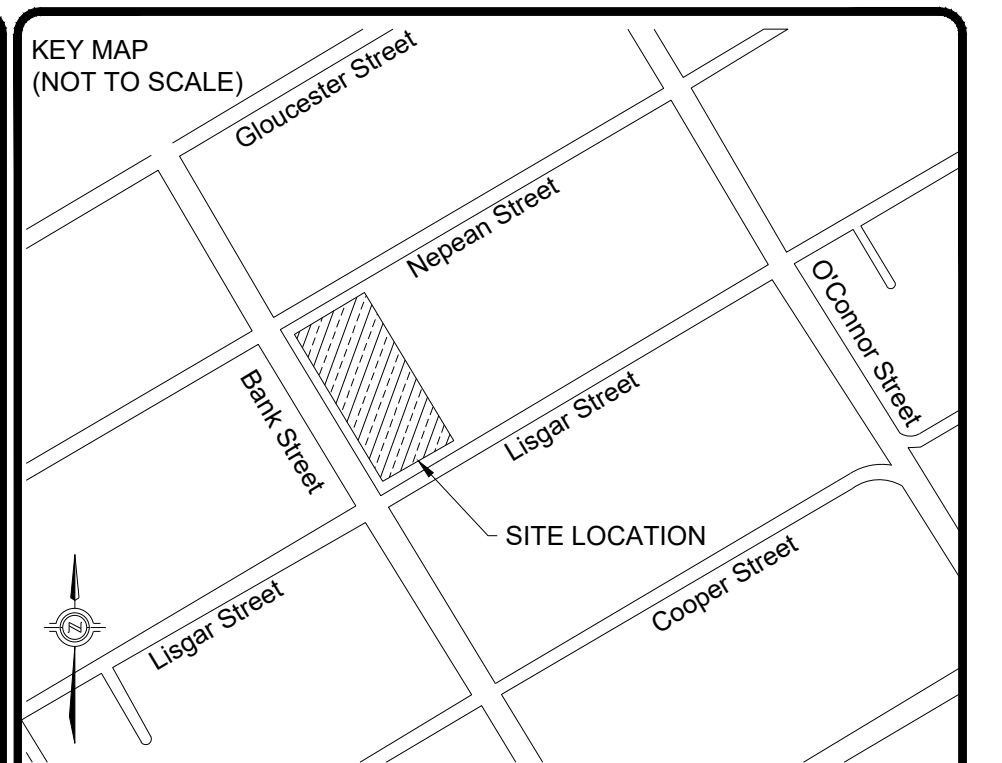 KEY MAP
(NOT TO SCALE)
Gloucester Street
Nepean Street
O'Connor Street
Bank Street
Lisgar Street
SITE LOCATION
Cooper Street
Lisgar Street
N